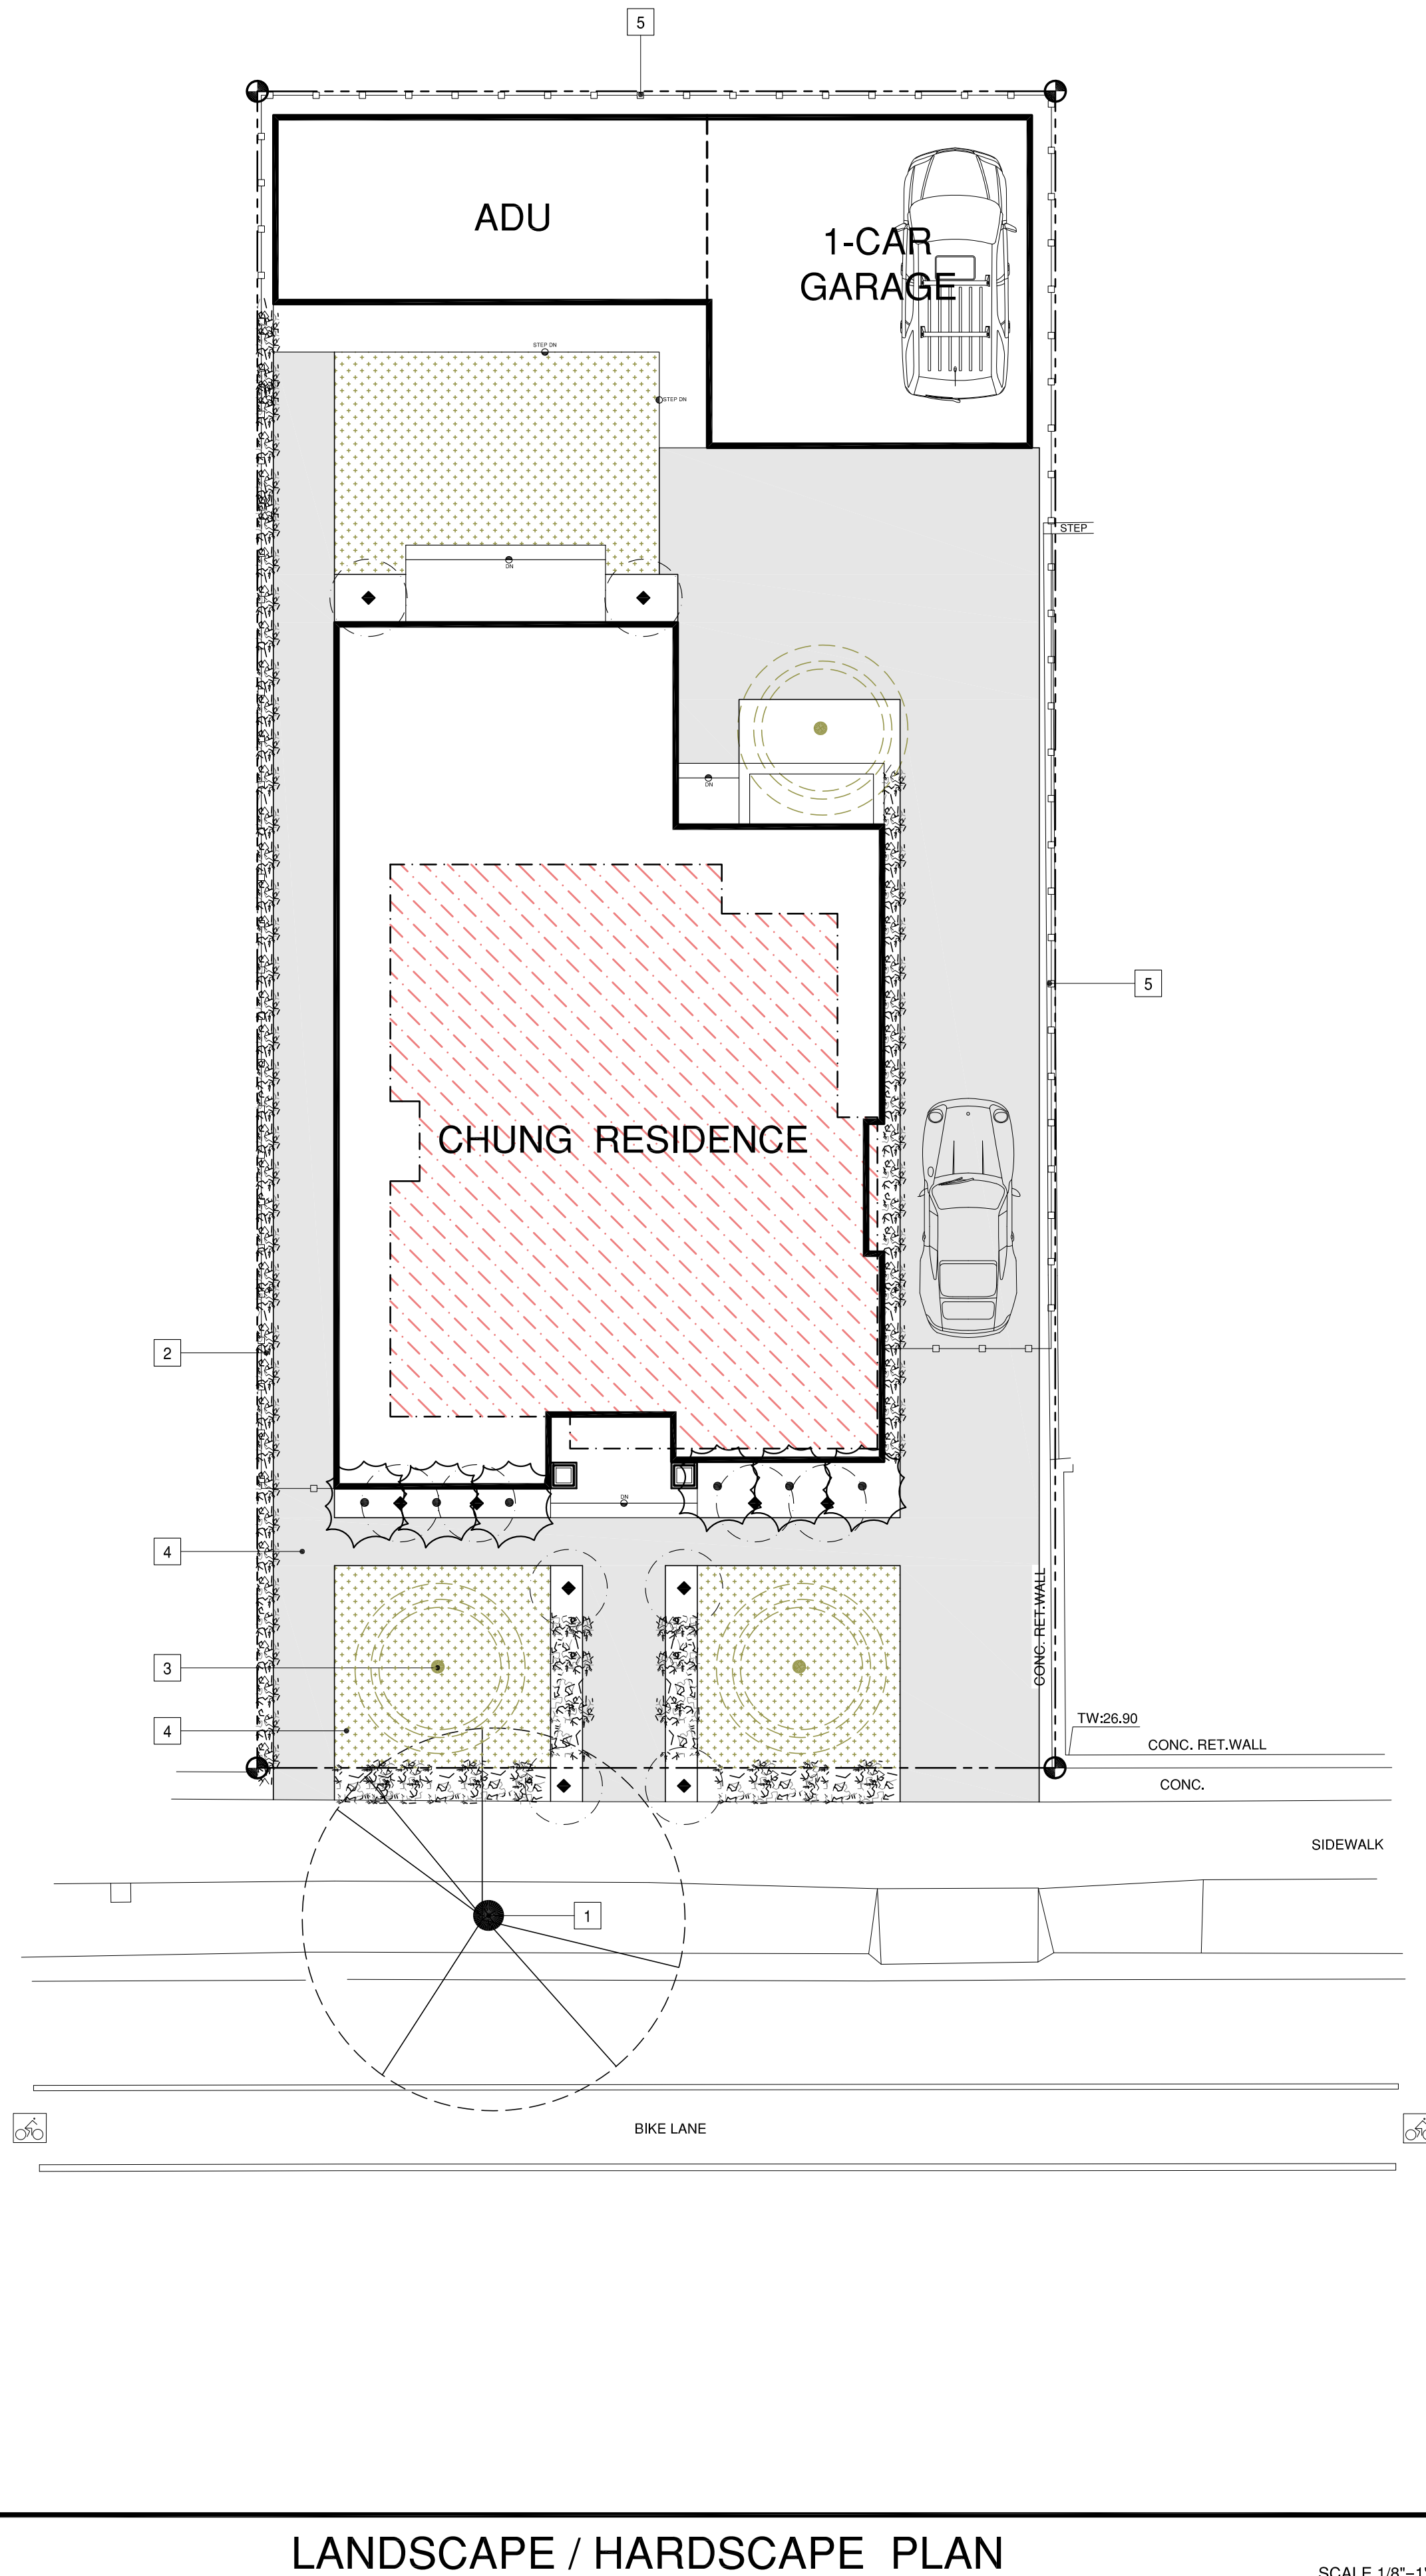 5
ADU
1-CAR
GARAGE
STEP DN
STEP DN
STEP
DN
DN
5
CHUNG RESIDENCE
2
DN
4
CONC. RET.WALL
3
4
TW:26.90
CONC. RET.WALL
CONC.
SIDEWALK
1
BIKE LANE
LANDSCAPE / HARDSCAPE PLAN